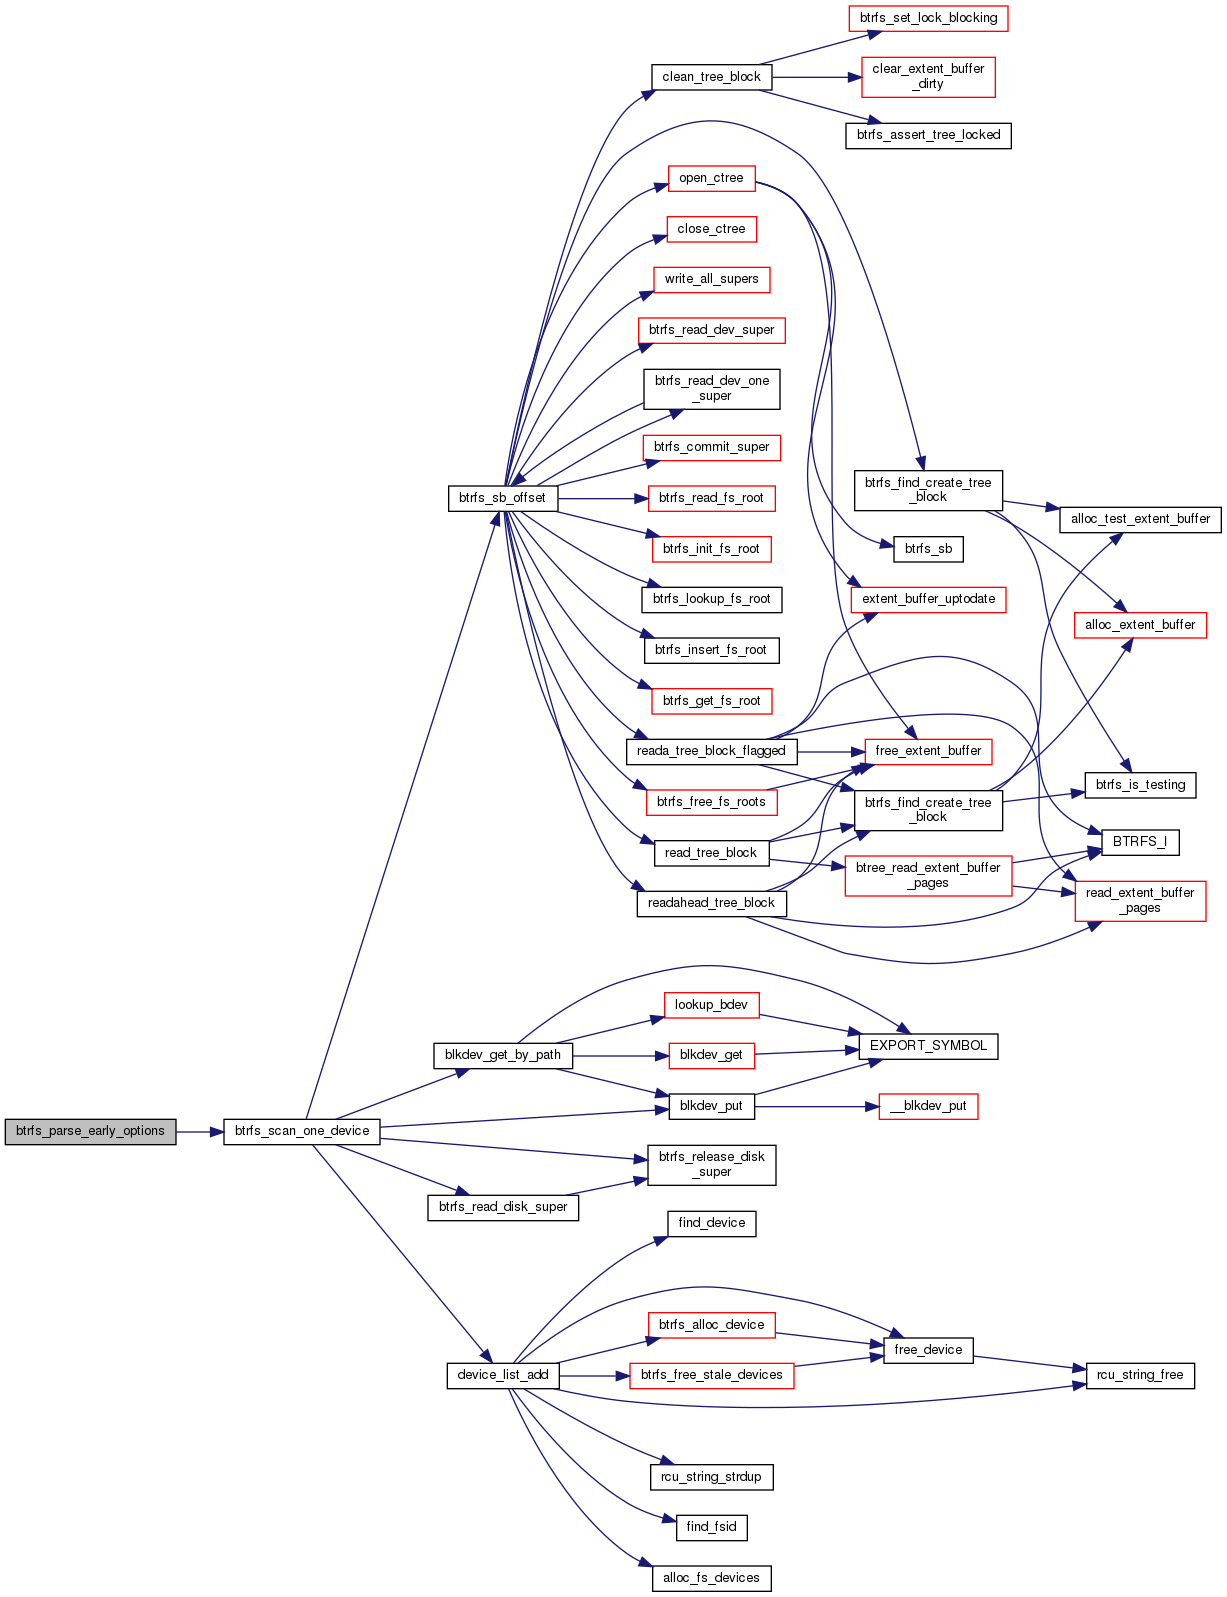 btrfs_set_lock_blocking
clean_tree_block
clear_extent_buffer
_dirty
btrfs_assert_tree_locked
open_ctree
close_ctree
write_all_supers
btrfs_read_dev_super
btrfs_read_dev_one
_super
btrfs_commit_super
btrfs_sb_offset
btrfs_read_fs_root
btrfs_find_create_tree
_block
alloc_test_extent_buffer
btrfs_init_fs_root
btrfs_sb
btrfs_lookup_fs_root
extent_buffer_uptodate
alloc_extent_buffer
btrfs_insert_fs_root
btrfs_get_fs_root
reada_tree_block_flagged
free_extent_buffer
btrfs_is_testing
btrfs_free_fs_roots
btrfs_find_create_tree
_block
BTRFS_I
read_tree_block
btree_read_extent_buffer
_pages
read_extent_buffer
_pages
readahead_tree_block
lookup_bdev
EXPORT_SYMBOL
blkdev_get_by_path
blkdev_get
blkdev_put
__blkdev_put
btrfs_parse_early_options
btrfs_scan_one_device
btrfs_release_disk
_super
btrfs_read_disk_super
find_device
btrfs_alloc_device
free_device
device_list_add
btrfs_free_stale_devices
rcu_string_free
rcu_string_strdup
find_fsid
alloc_fs_devices